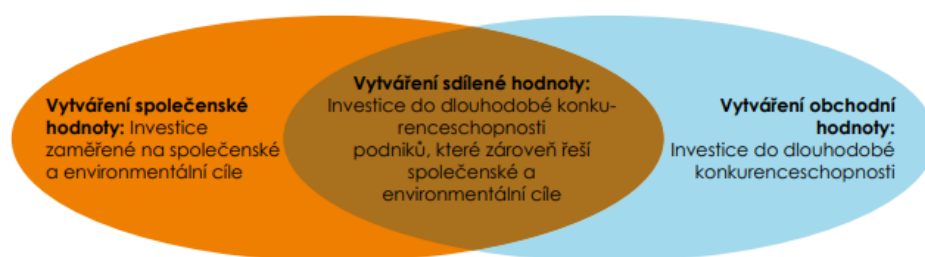 Vytváření společenské
hodnoty: Investice
zaměřené na společenské
a environmentální cíle
Vytváření sdílené hodnoty:
Investice do dlouhodobé konku-
renceschopnosti
podniků, které zároveň řeší
společenské a
environmentální cíle
Vytváření obchodní
hodnoty:
Investice do dlouhodobé
konkurenceschopnosti